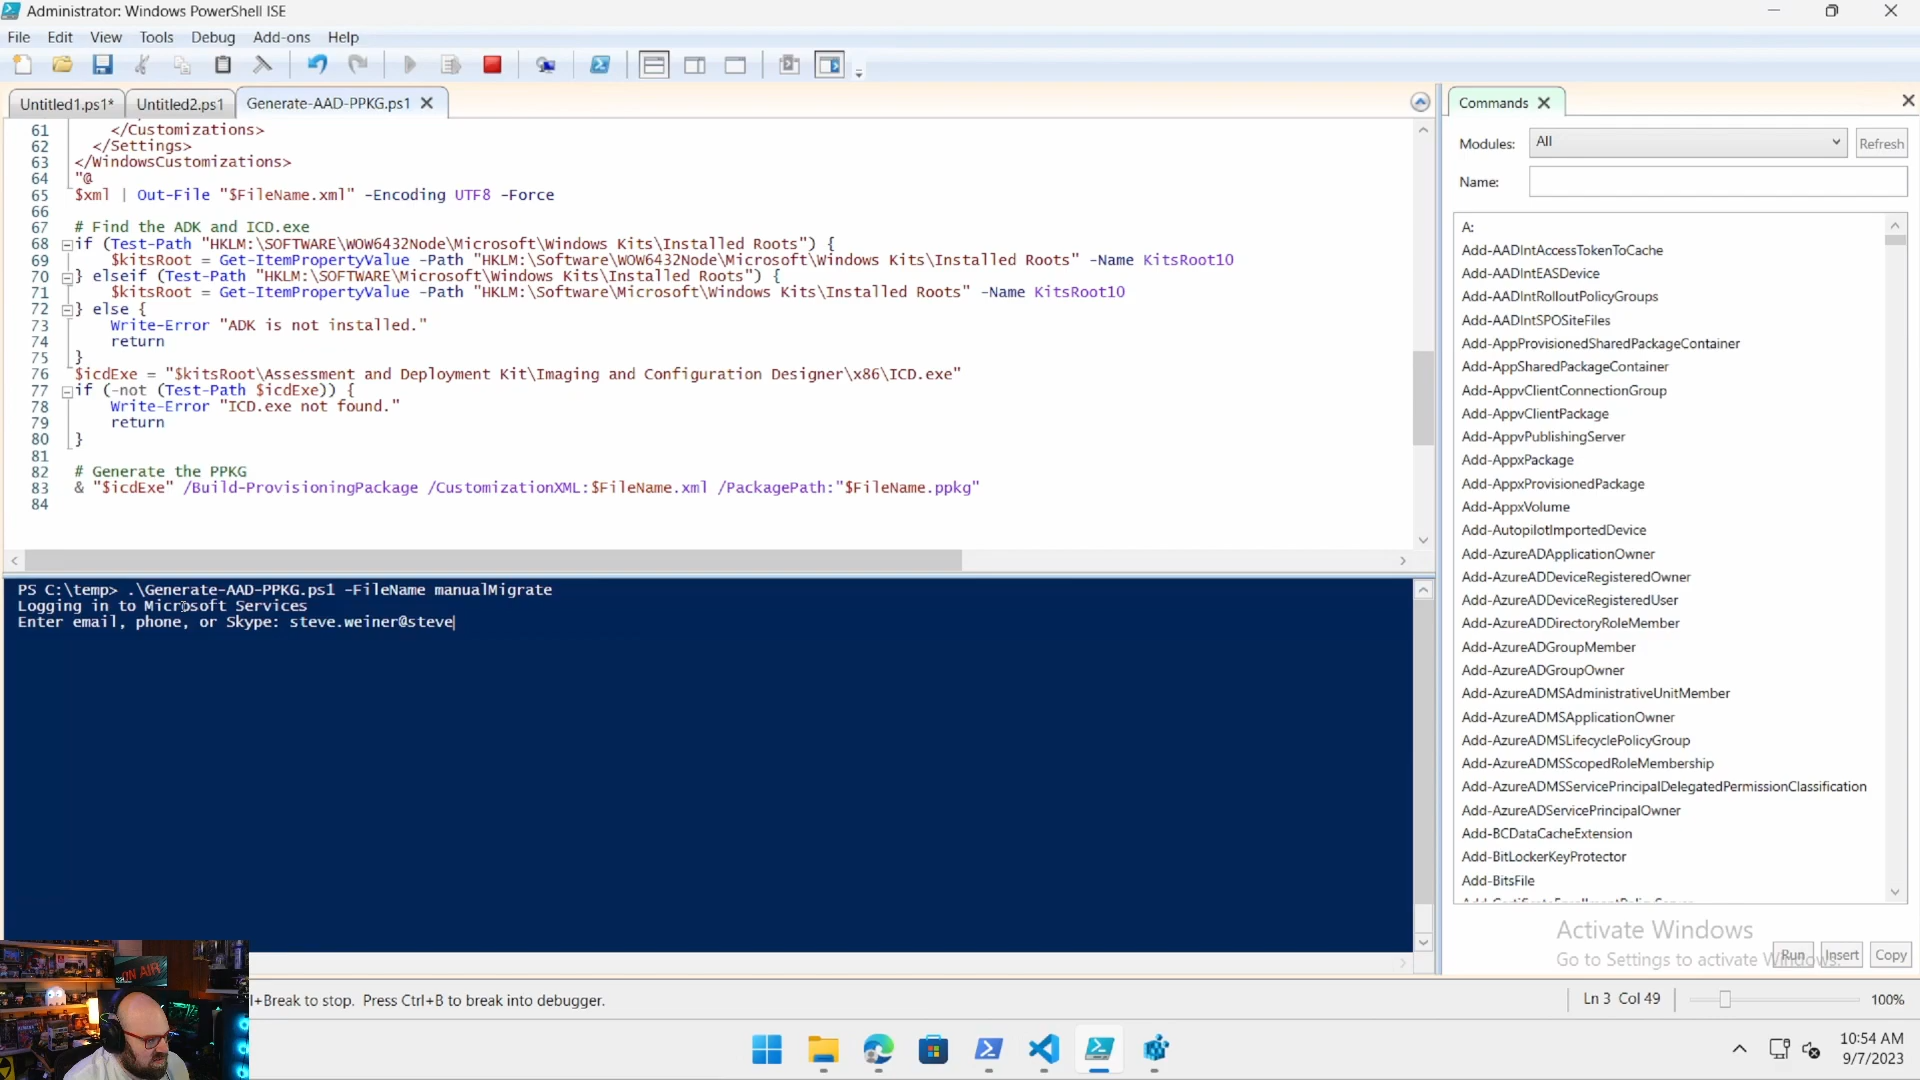 Administrator: Windows PowerShell ISE
File Edit View Tools Debug Add-ons Help
Untitled1.ps1* Untitled2.ps1 Generate-AAD-PPKG.ps1
61 </Customizations>
62 </Settings>
63 </WindowsCustomizations>
64 "@
65 $xml | Out-File "$FileName.xml" -Encoding UTF8 -Force
66
67 # Find the ADK and ICD.exe
68 if (Test-Path "HKLM:\SOFTWARE\WOW6432Node\Microsoft\Windows Kits\Installed Roots") {
69 $kitsRoot = Get-ItemPropertyValue -Path "HKLM:\Software\WOW6432Node\Microsoft\Windows Kits\Installed Roots" -Name KitsRoot10
70 } elseif (Test-Path "HKLM:\SOFTWARE\Microsoft\Windows Kits\Installed Roots") {
71 $kitsRoot = Get-ItemPropertyValue -Path "HKLM:\Software\Microsoft\Windows Kits\Installed Roots" -Name KitsRoot10
72 } else {
73 Write-Error "ADK is not installed."
74 return
75 }
76 $icdExe = "$kitsRoot\Assessment and Deployment Kit\Imaging and Configuration Designer\x86\ICD.exe"
77 if (-not (Test-Path $icdExe)) {
78 Write-Error "ICD.exe not found."
79 return
80 }
81
82 # Generate the PPKG
83 & "$icdExe" /Build-ProvisioningPackage /CustomizationXML:$FileName.xml /PackagePath:"$FileName.ppkg"
84
PS C:\temp> .\Generate-AAD-PPKG.ps1 -FileName manualMigrate
Logging in to Microsoft Services
Enter email, phone, or Skype: steve.weiner@steve
Commands
Modules: All Refresh
Name:
A:
Add-AADIntAccessTokenToCache
Add-AADIntEASDevice
Add-AADIntRolloutPolicyGroups
Add-AADIntSPOSiteFiles
Add-AppProvisionedSharedPackageContainer
Add-AppSharedPackageContainer
Add-AppvClientConnectionGroup
Add-AppvClientPackage
Add-AppvPublishingServer
Add-AppxPackage
Add-AppxProvisionedPackage
Add-AppxVolume
Add-AutopilotImportedDevice
Add-AzureADApplicationOwner
Add-AzureADDeviceRegisteredOwner
Add-AzureADDeviceRegisteredUser
Add-AzureADDirectoryRoleMember
Add-AzureADGroupMember
Add-AzureADGroupOwner
Add-AzureADMSAdministrativeUnitMember
Add-AzureADMSApplicationOwner
Add-AzureADMSLifecyclePolicyGroup
Add-AzureADMSScopedRoleMembership
Add-AzureADMSServicePrincipalDelegatedPermissionClassification
Add-AzureADServicePrincipalOwner
Add-BCDataCacheExtension
Add-BitLockerKeyProtector
Add-BitsFile
Activate Windows
Go to Settings to activate Windows.
Run Insert Copy
ON AIR
l+Break to stop. Press Ctrl+B to break into debugger.
Ln 3 Col 49
100%
10:54 AM
9/7/2023